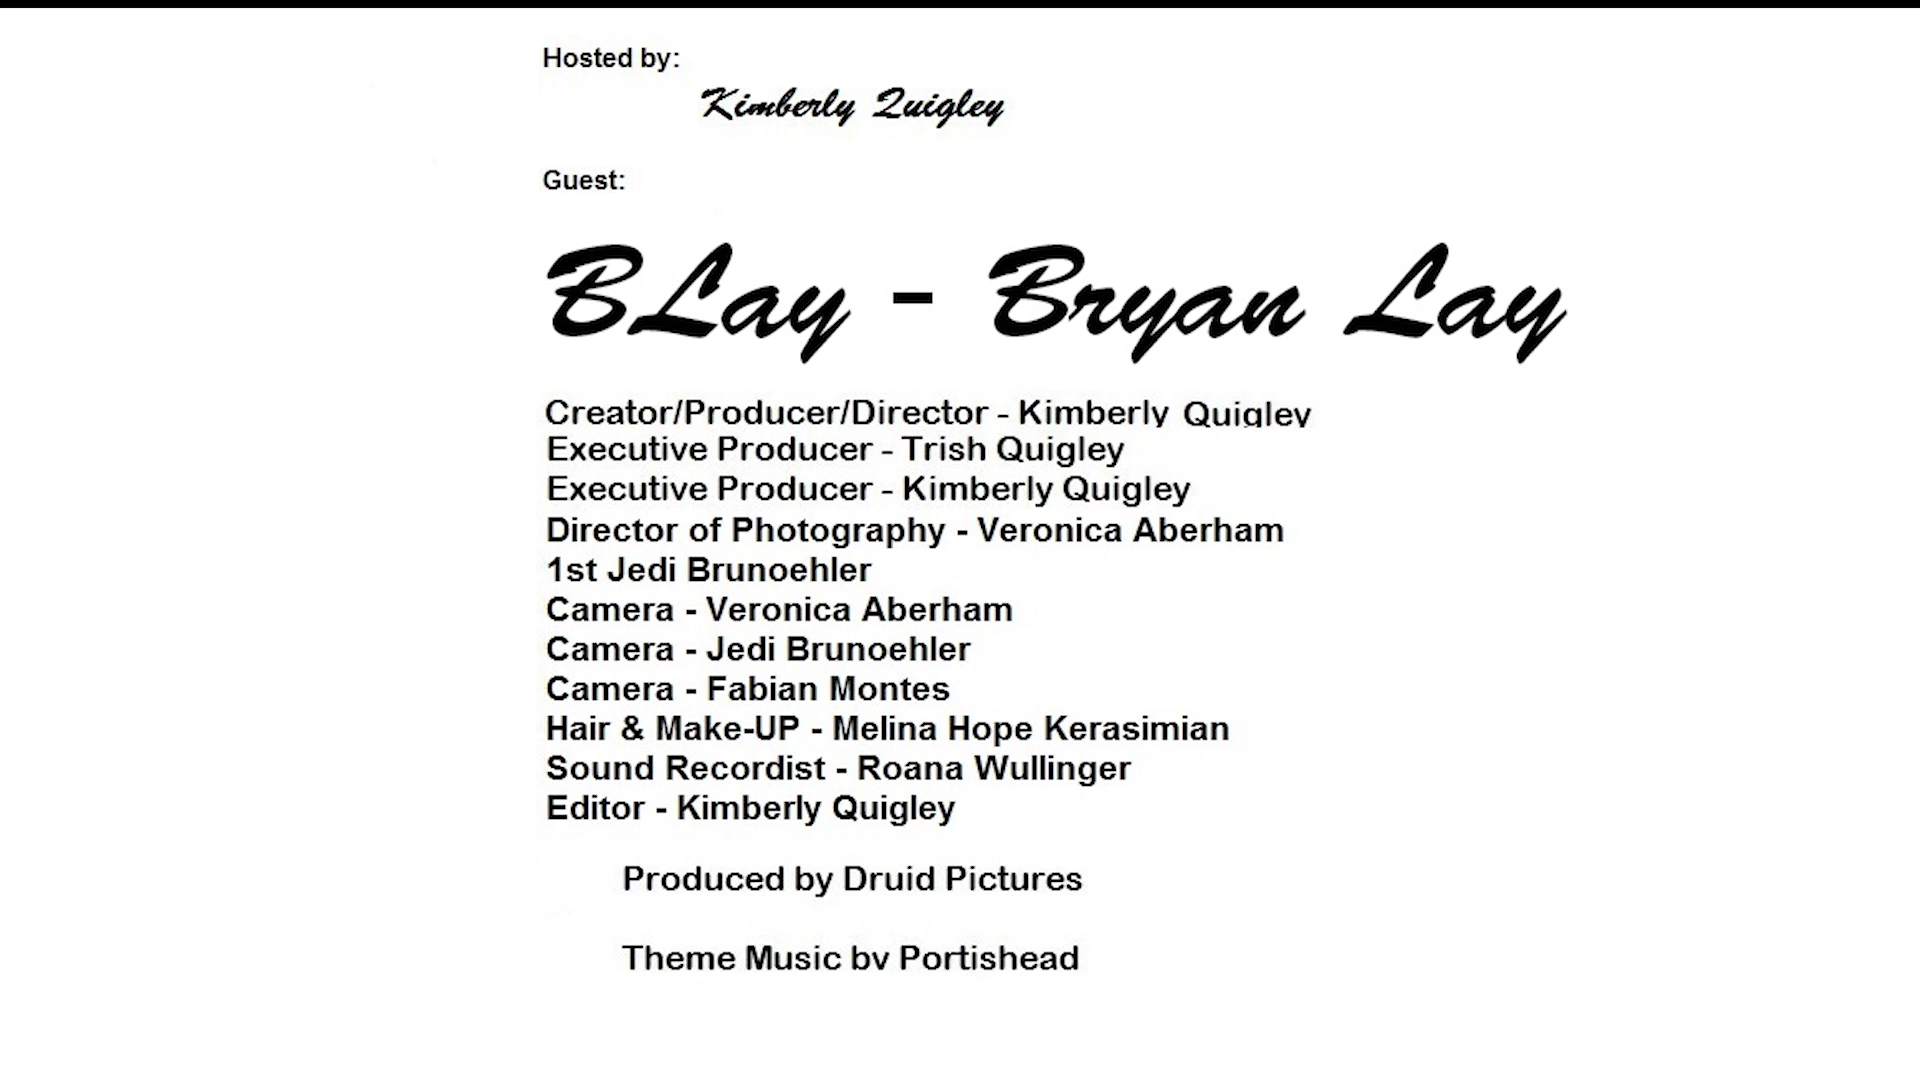 Hosted by:
Kimberly Quigley
Guest:
BLay - Bryan Lay
Creator/Producer/Director - Kimberly Quigley
Executive Producer - Trish Quigley
Executive Producer - Kimberly Quigley
Director of Photography - Veronica Aberham
1st Jedi Brunoehler
Camera - Veronica Aberham
Camera - Jedi Brunoehler
Camera - Fabian Montes
Hair & Make-UP - Melina Hope Kerasimian
Sound Recordist - Roana Wullinger
Editor - Kimberly Quigley
Produced by Druid Pictures
Theme Music by Portishead